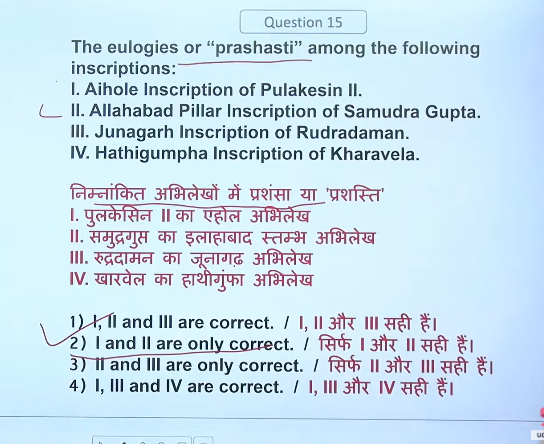 Question 15
The eulogies or “prashasti” among the following
inscriptions:
I. Aihole Inscription of Pulakesin II.
II. Allahabad Pillar Inscription of Samudra Gupta.
III. Junagarh Inscription of Rudradaman.
IV. Hathigumpha Inscription of Kharavela.
निम्नांकित अभिलेखों में प्रशंसा या 'प्रशस्ति'
I. पुलकेसिन II का एहोल अभिलेख
II. समुद्रगुप्त का इलाहाबाद स्तम्भ अभिलेख
III. रुद्रदामन का जूनागढ़ अभिलेख
IV. खारवेल का हाथीगुंफा अभिलेख
1) I, II and III are correct. / I, II और III सही हैं।
2) I and II are only correct. / सिर्फ I और II सही हैं।
3) II and III are only correct. / सिर्फ II और III सही हैं।
4) I, III and IV are correct. / I, III और IV सही हैं।